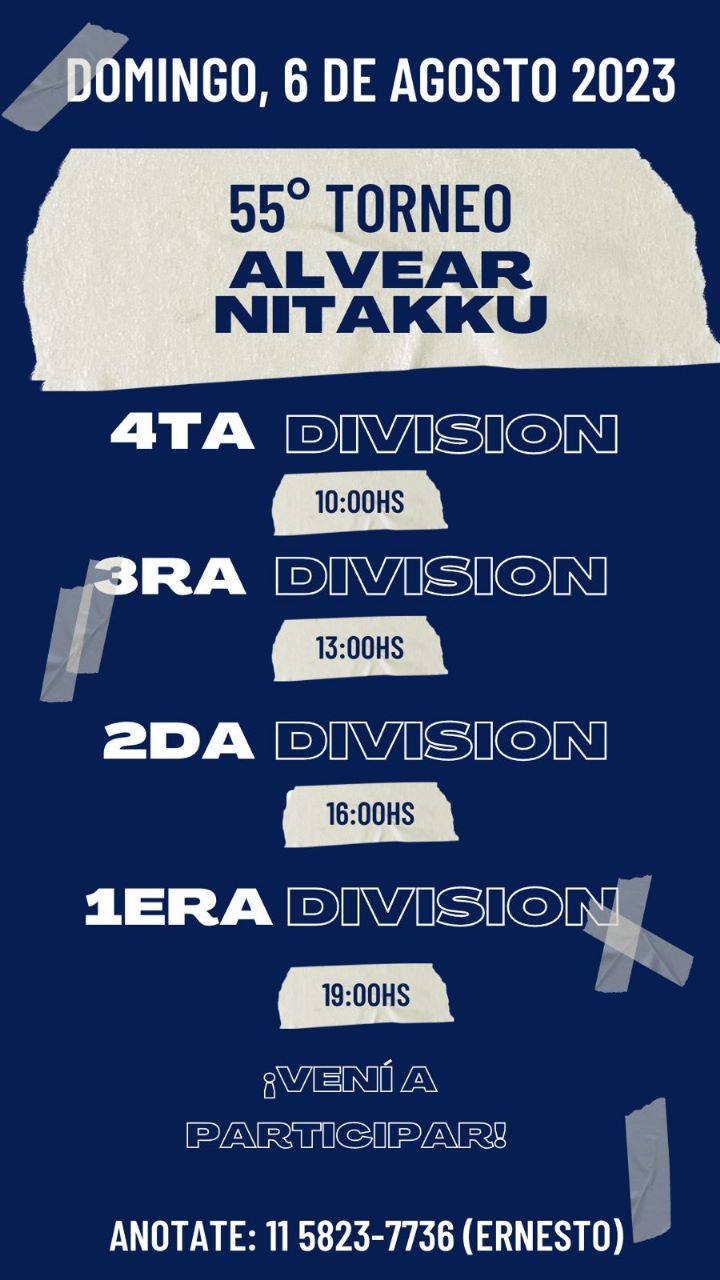 DOMINGO, 6 DE AGOSTO 2023
55° TORNEO
ALVEAR
NITAKKU
4TA DIVISION
10:00HS
3RA DIVISION
13:00HS
2DA DIVISION
16:00HS
1ERA DIVISION
19:00HS
¡VENÍ A
PARTICIPAR!
ANOTATE: 11 5823-7736 (ERNESTO)